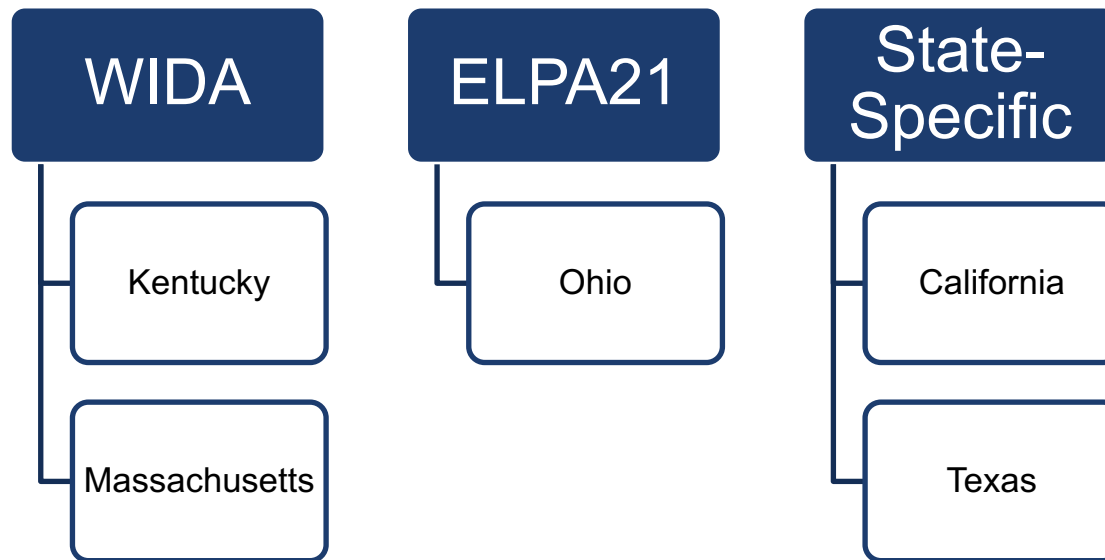 WIDA
Kentucky
Massachusetts
ELPA21
Ohio
State-
Specific
California
Texas